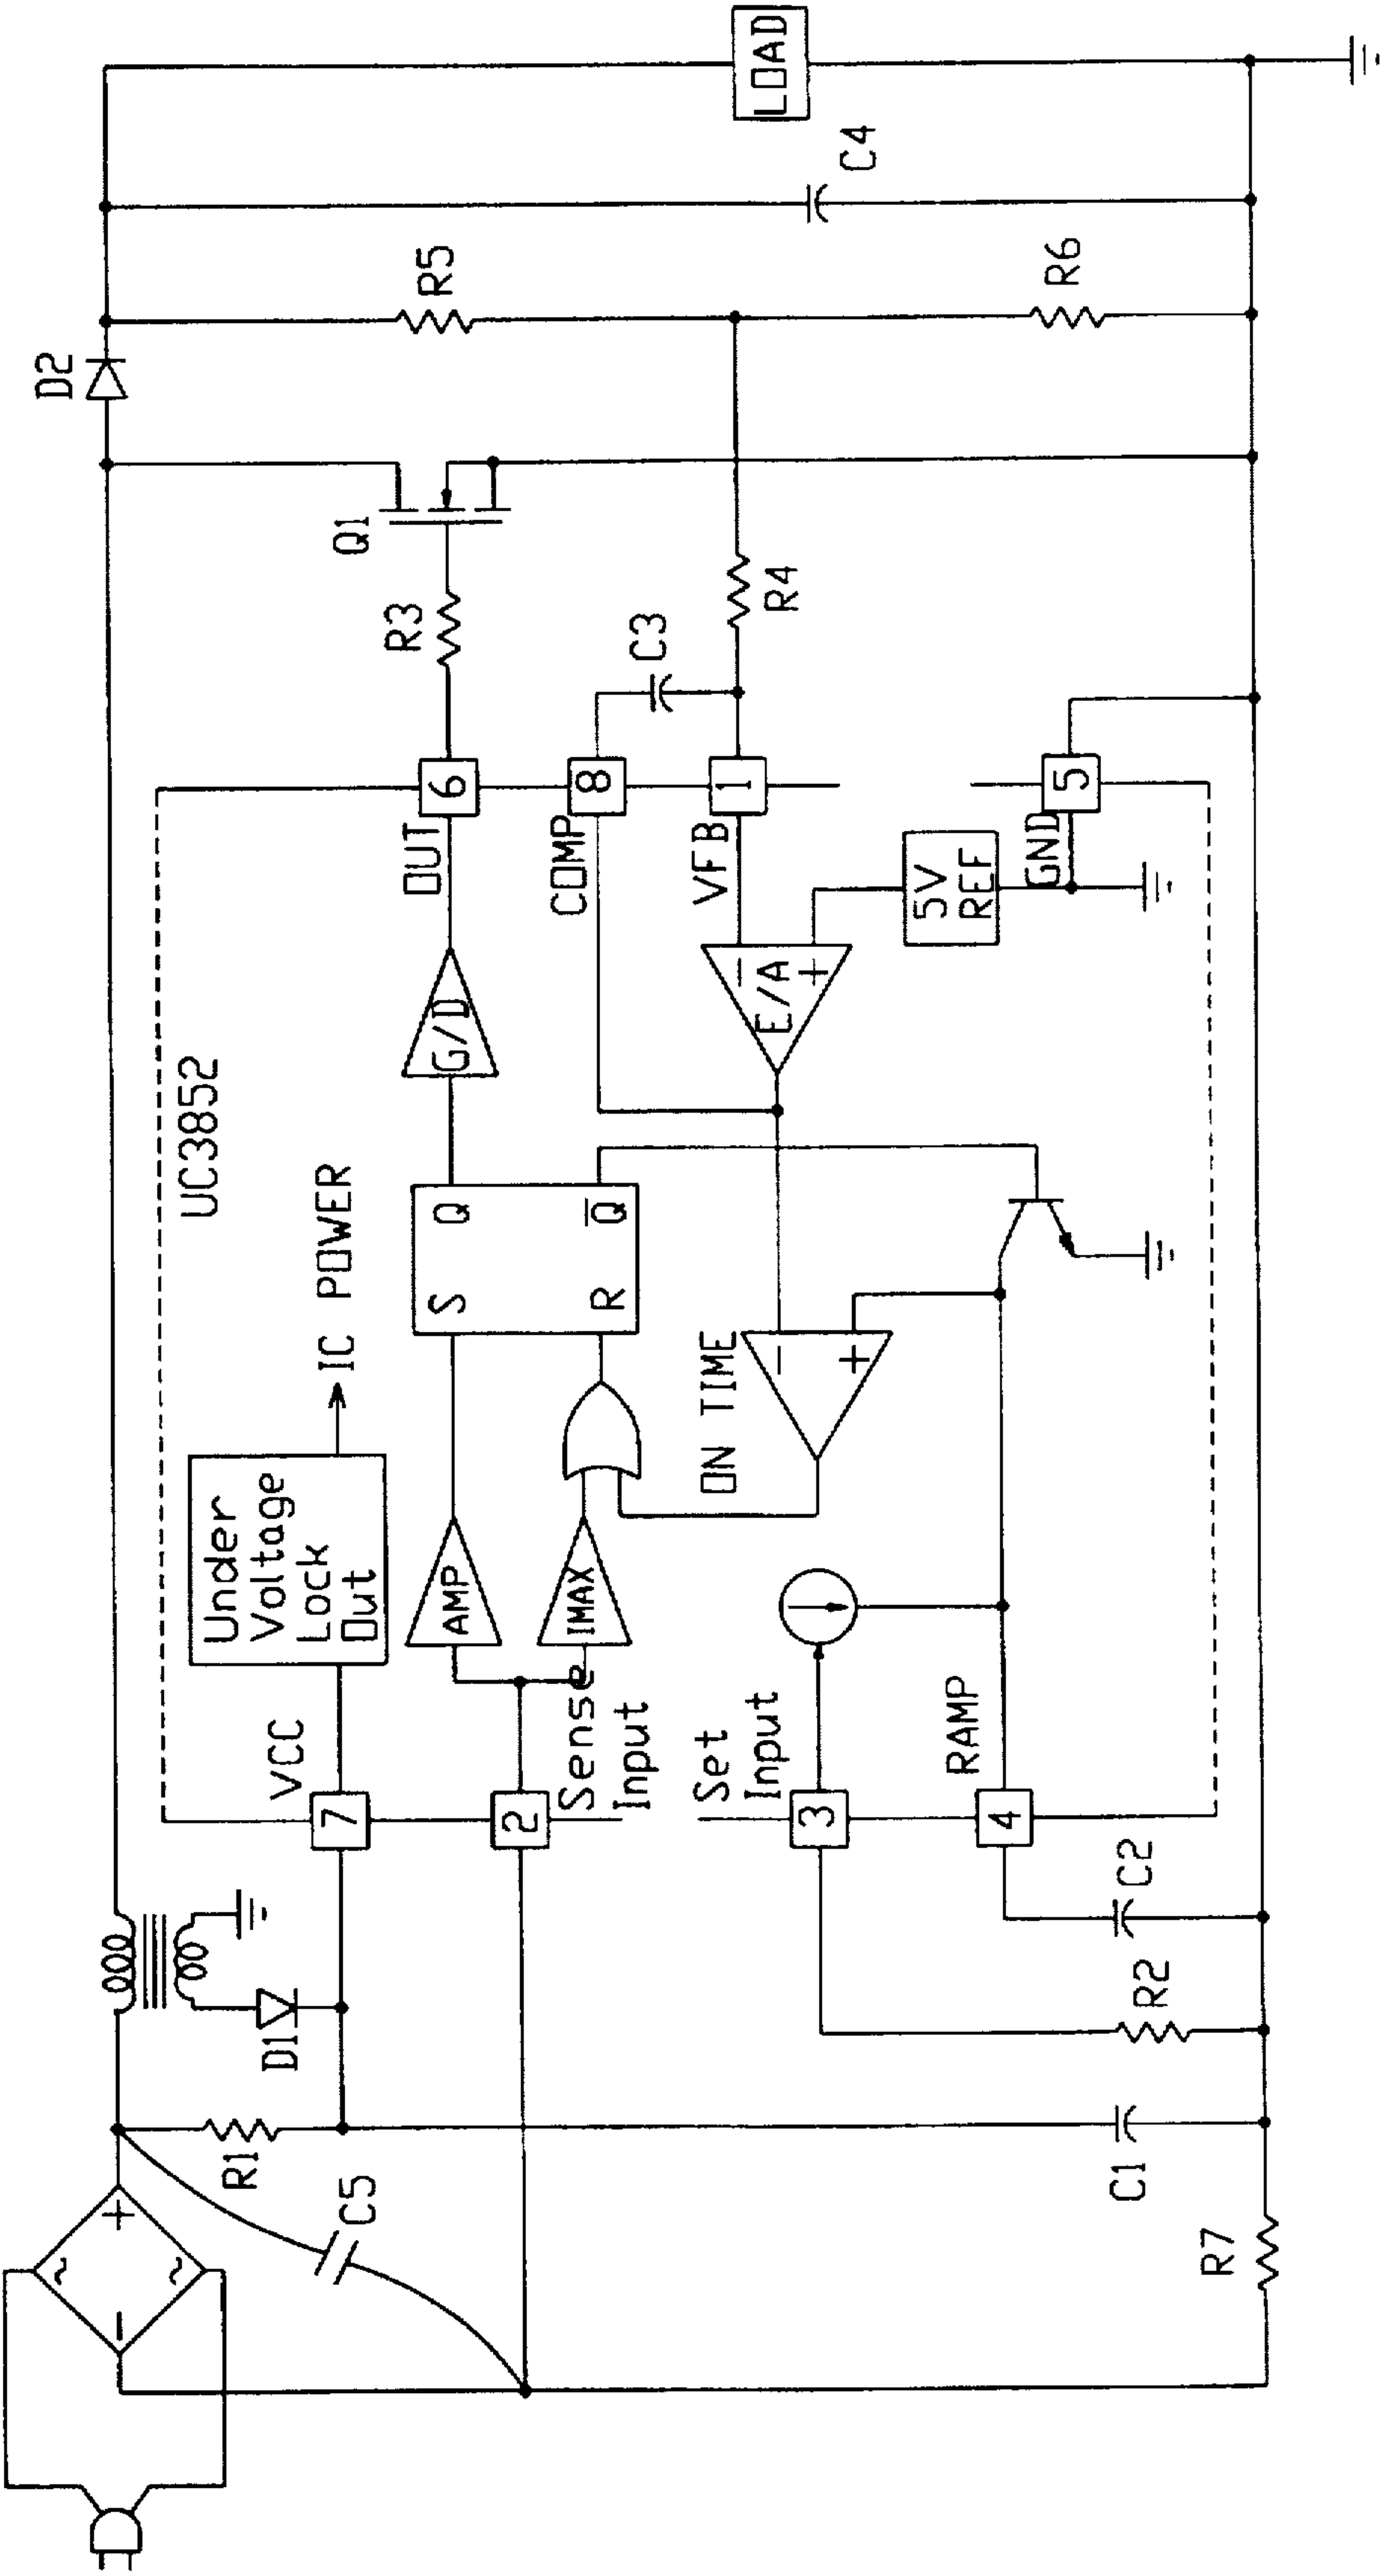 D2
LOAD
C4
R5
R6
Q1
R3
R4
C3
UC3852
6
OUT
8
COMP
1
VFB
5
GND
5V
REF
G/D
E/A
-
+
IC POWER
S
Q
R
Q̅
ON TIME
-
+
Under
Voltage
Lock
Out
AMP
IMAX
VCC
7
2
Sense
Input
Set
Input
3
RAMP
4
D1
C2
R2
R1
C5
C1
R7
+
-
~
~